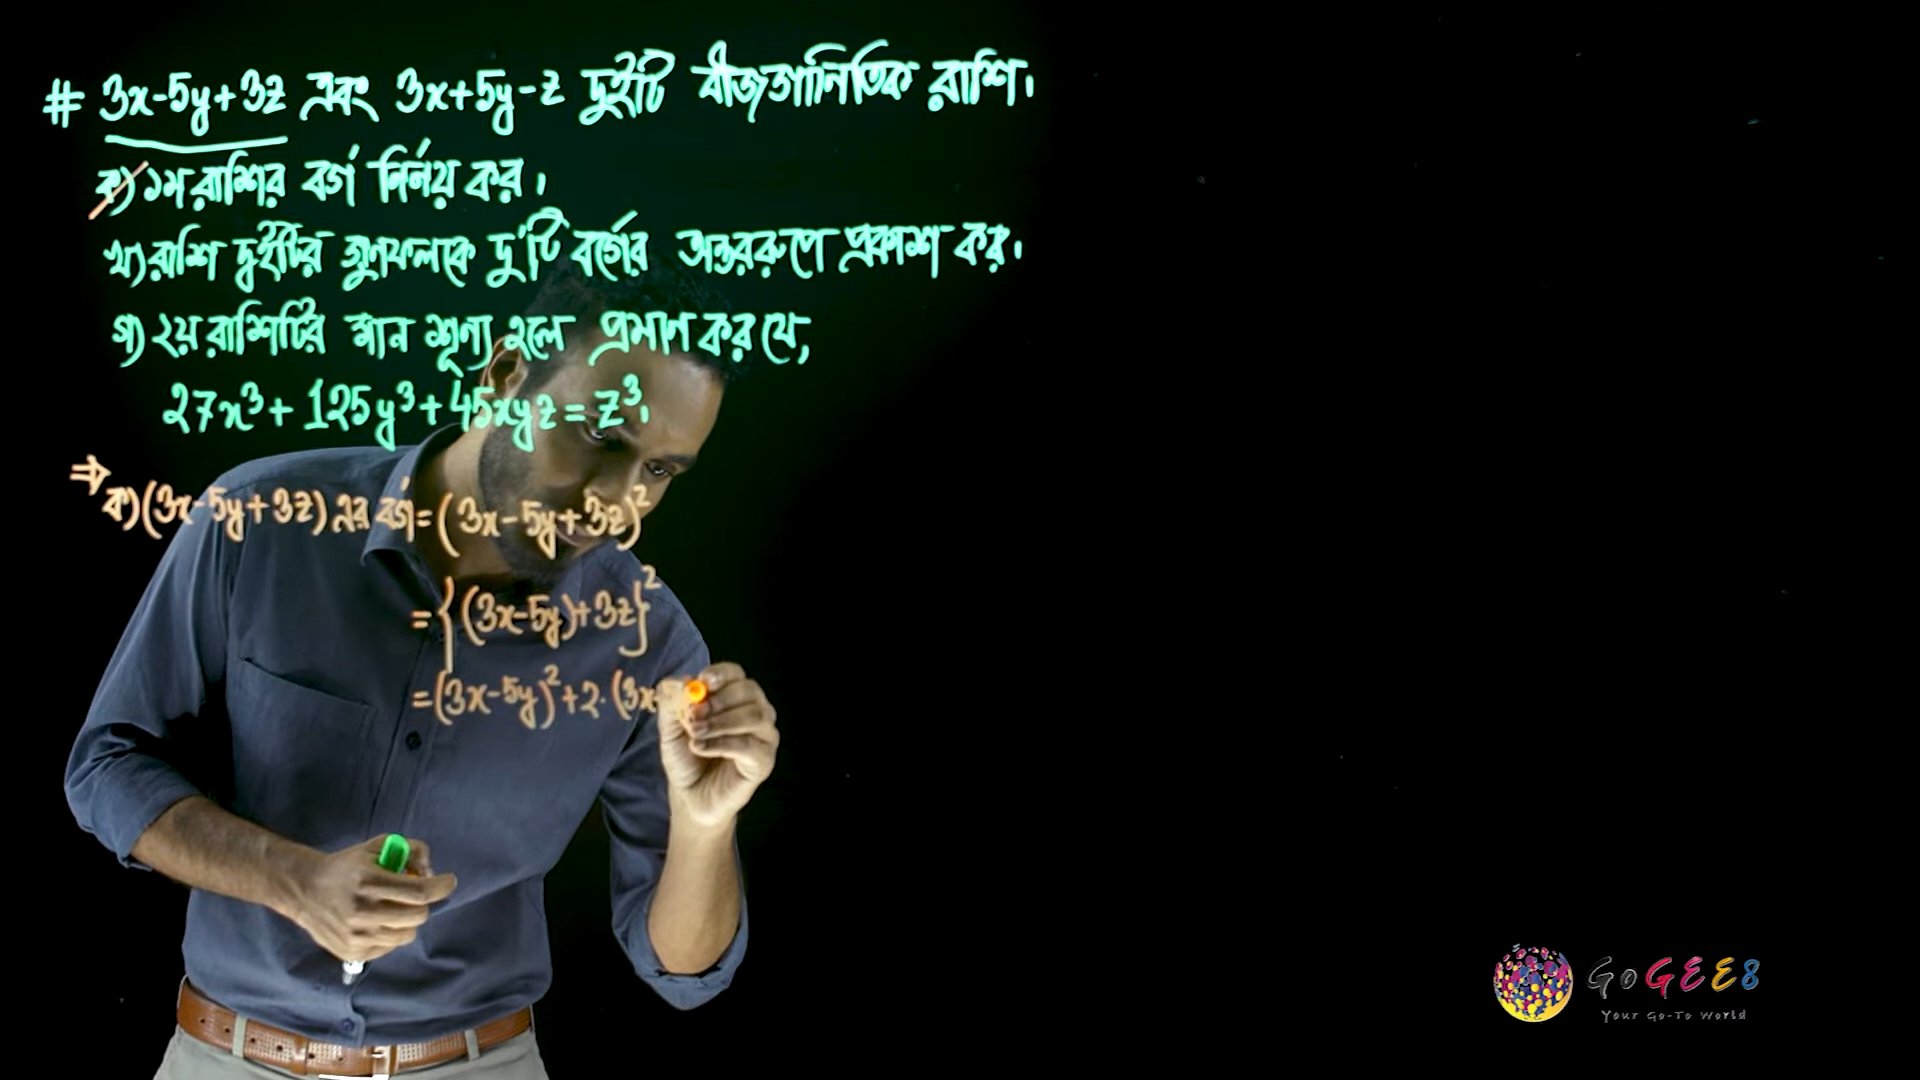 # 3x-5y+3z এবং 3x+5y-z দুইটি বীজগানিতিক রাশি।
ক) ১ম রাশির বর্গ নির্নয় কর।
খ) রাশি দুইটির গুণফলকে দু'টি বর্গের অন্তররুপে প্রকাশ কর।
গ) ২য় রাশিটির মান শূন্য হলে প্রমাণ কর যে,
27x³ + 125y³ + 45xyz = z³।
⇒ ক) (3x-5y+3z) এর বর্গ = (3x-5y+3z)²
= {(3x-5y)+3z}²
= (3x-5y)² + 2. (3x-
GoGEE8
Your Go-To World